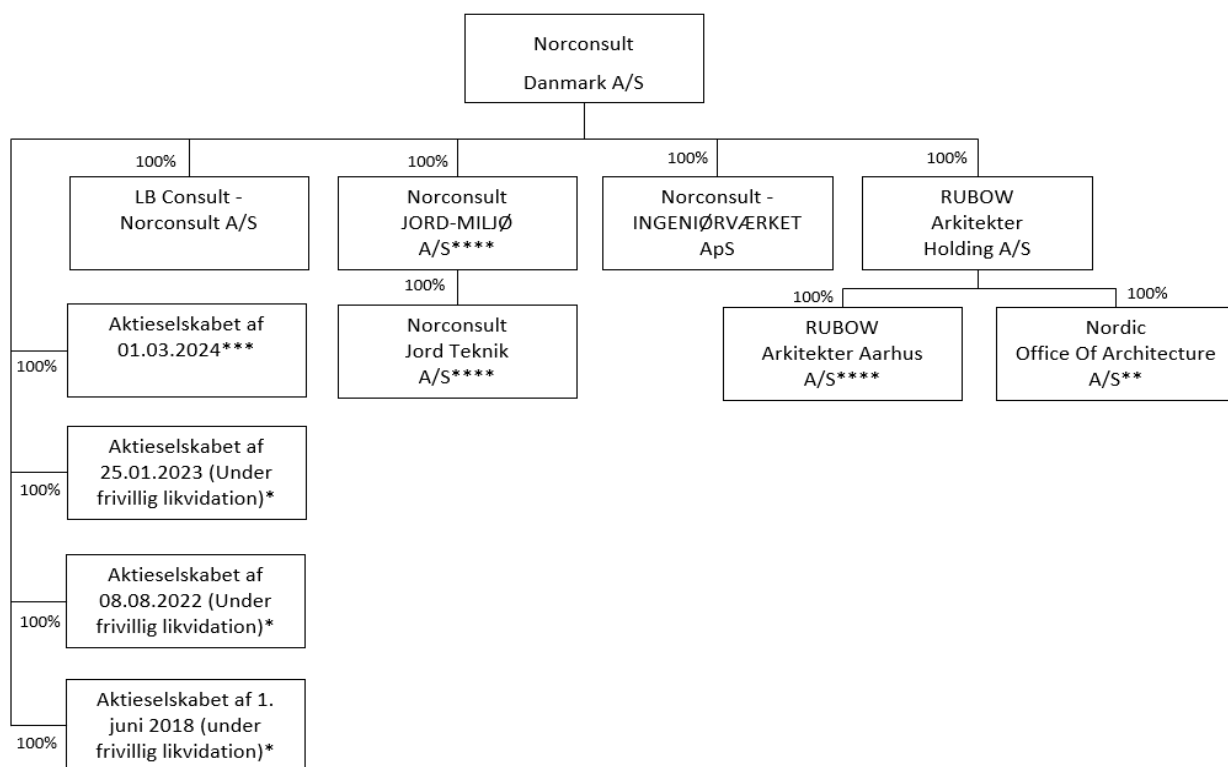 Norconsult
Danmark A/S
100%
100%
100%
100%
LB Consult -
Norconsult A/S
Norconsult
JORD-MILJØ
A/S****
Norconsult -
INGENIØRVÆRKET
ApS
RUBOW
Arkitekter
Holding A/S
100%
100%
100%
Aktieselskabet af
01.03.2024***
100%
Norconsult
Jord Teknik
A/S****
RUBOW
Arkitekter Aarhus
A/S****
Nordic
Office Of Architecture
A/S**
Aktieselskabet af
25.01.2023 (Under
frivillig likvidation)*
100%
Aktieselskabet af
08.08.2022 (Under
frivillig likvidation)*
100%
Aktieselskabet af 1.
juni 2018 (under
frivillig likvidation)*
100%